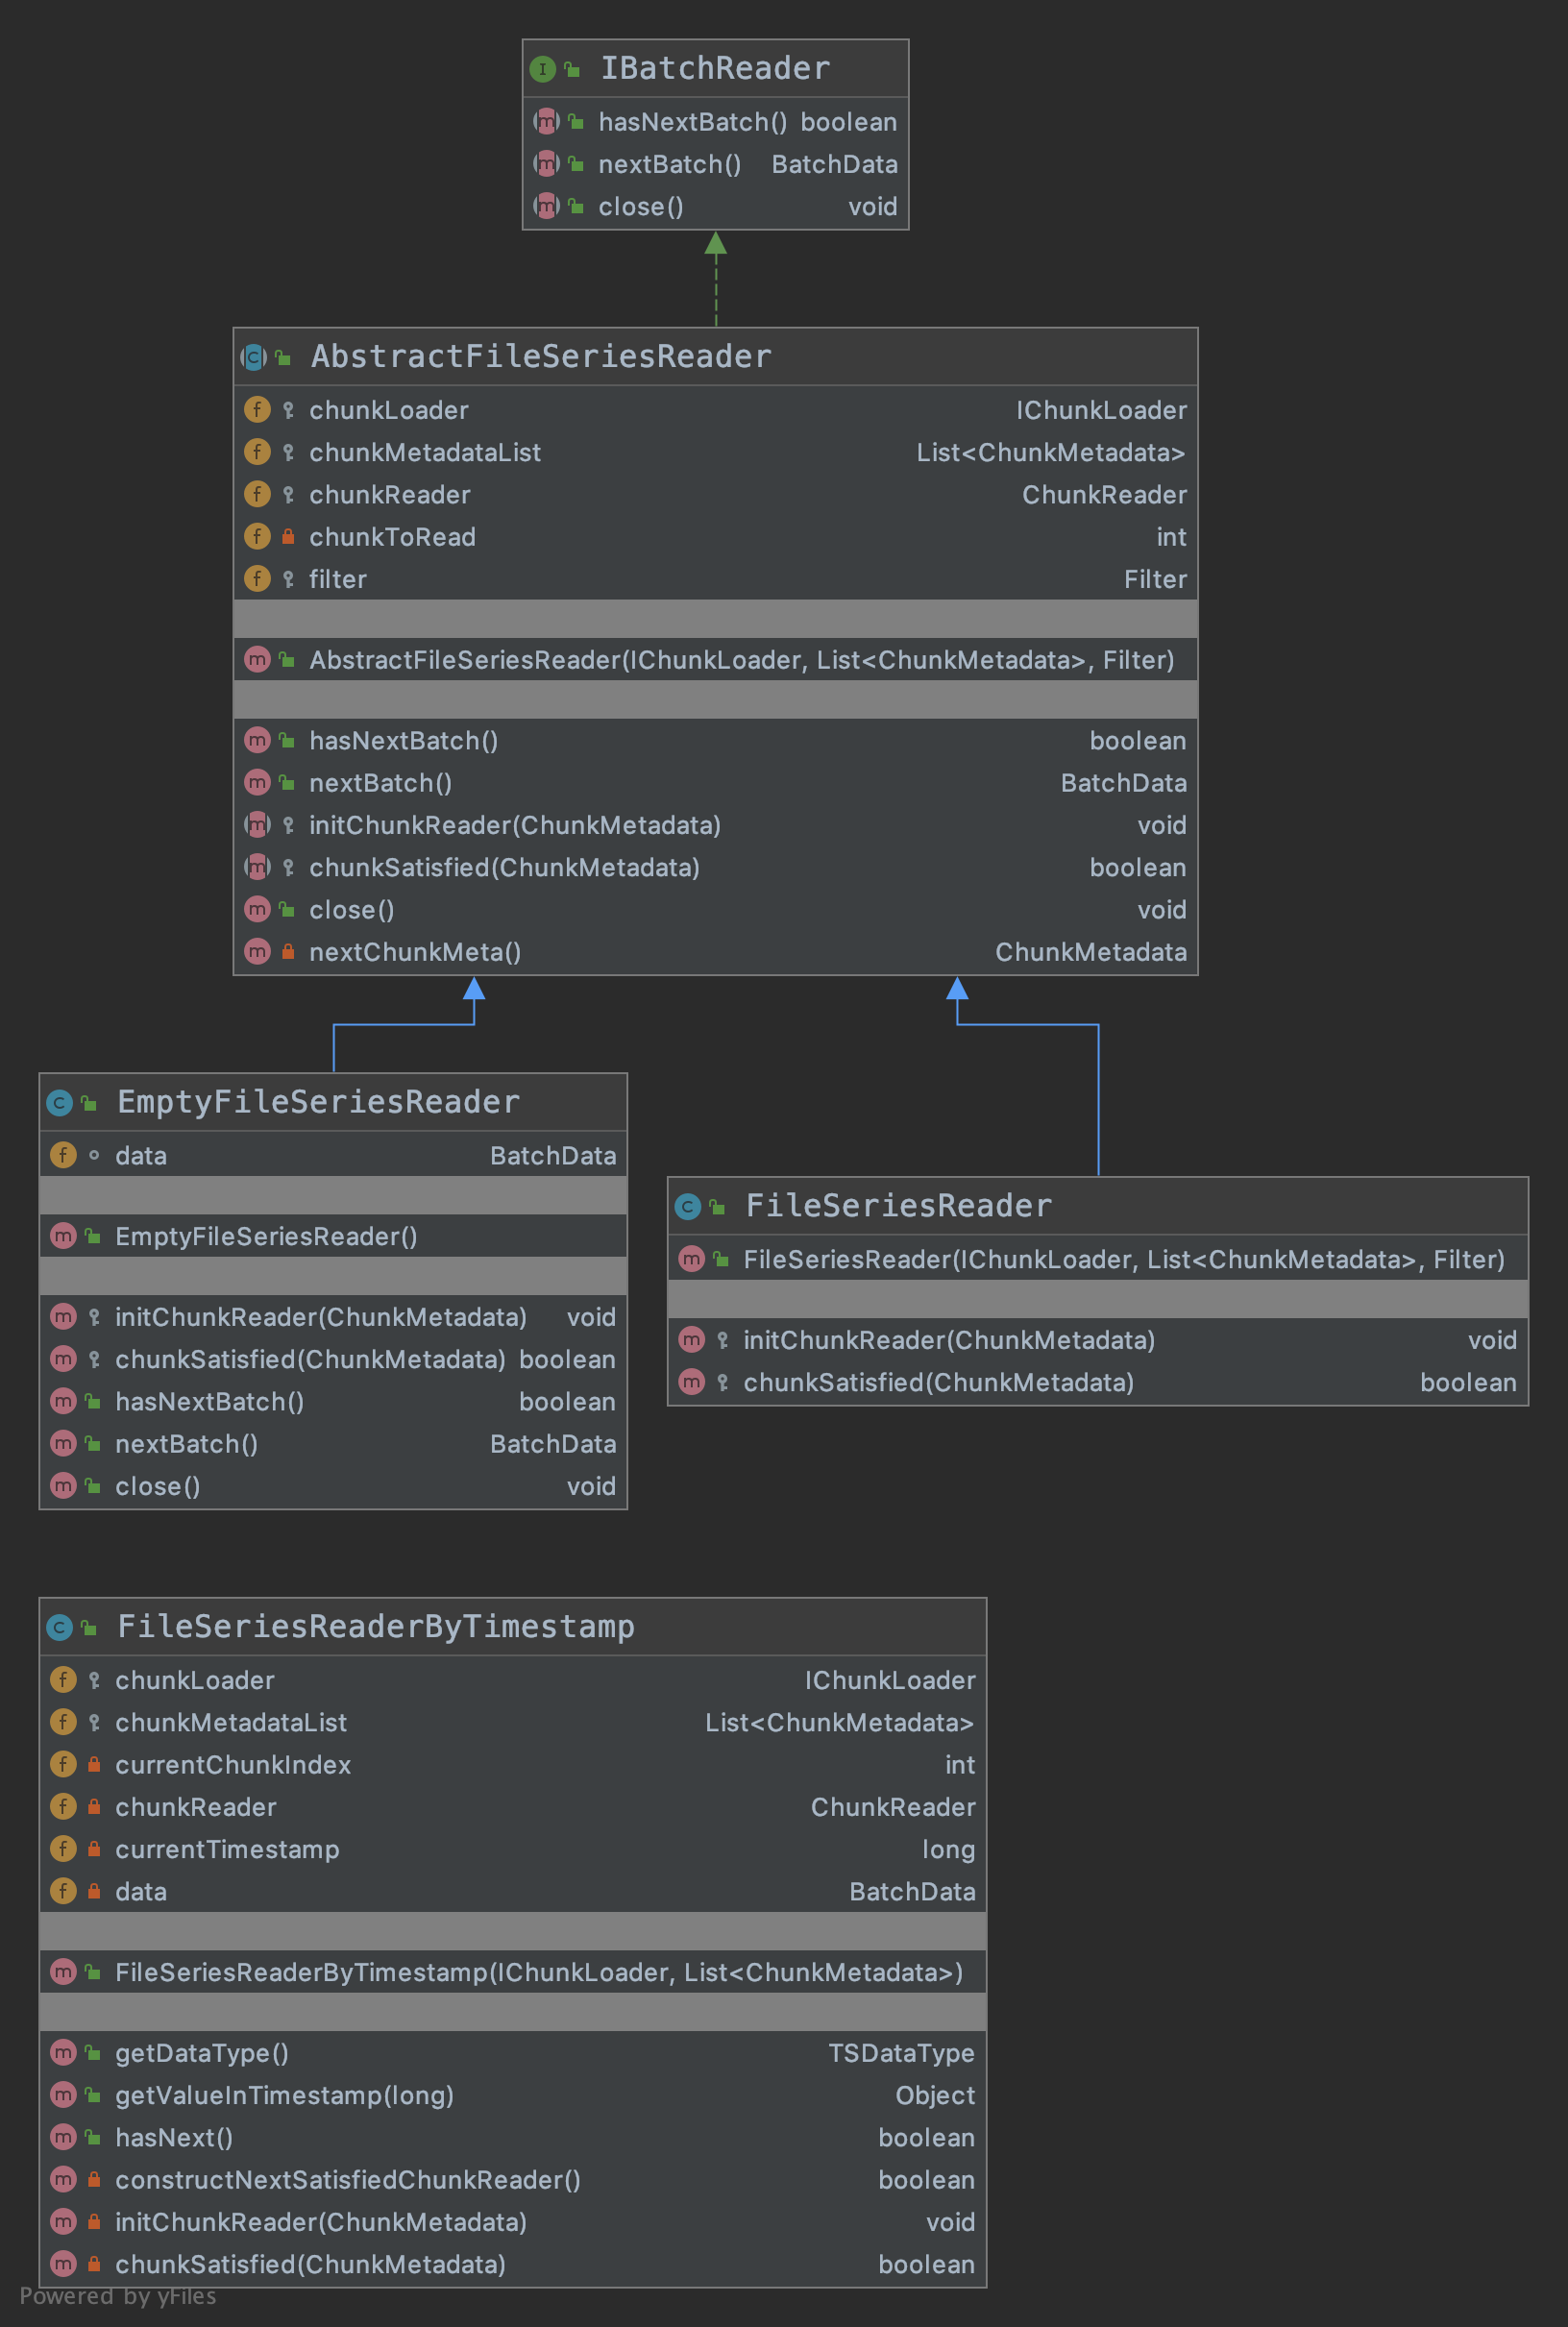 IBatchReader
hasNextBatch() boolean
nextBatch() BatchData
close() void
AbstractFileSeriesReader
chunkLoader IChunkLoader
chunkMetadataList List<ChunkMetadata>
chunkReader ChunkReader
chunkToRead int
filter Filter
AbstractFileSeriesReader(IChunkLoader, List<ChunkMetadata>, Filter)
hasNextBatch() boolean
nextBatch() BatchData
initChunkReader(ChunkMetadata) void
chunkSatisfied(ChunkMetadata) boolean
close() void
nextChunkMeta() ChunkMetadata
EmptyFileSeriesReader
data BatchData
EmptyFileSeriesReader()
initChunkReader(ChunkMetadata) void
chunkSatisfied(ChunkMetadata) boolean
hasNextBatch() boolean
nextBatch() BatchData
close() void
FileSeriesReader
FileSeriesReader(IChunkLoader, List<ChunkMetadata>, Filter)
initChunkReader(ChunkMetadata) void
chunkSatisfied(ChunkMetadata) boolean
FileSeriesReaderByTimestamp
chunkLoader IChunkLoader
chunkMetadataList List<ChunkMetadata>
currentChunkIndex int
chunkReader ChunkReader
currentTimestamp long
data BatchData
FileSeriesReaderByTimestamp(IChunkLoader, List<ChunkMetadata>)
getDataType() TSDataType
getValueInTimestamp(long) Object
hasNext() boolean
constructNextSatisfiedChunkReader() boolean
initChunkReader(ChunkMetadata) void
chunkSatisfied(ChunkMetadata) boolean
Powered by yFiles